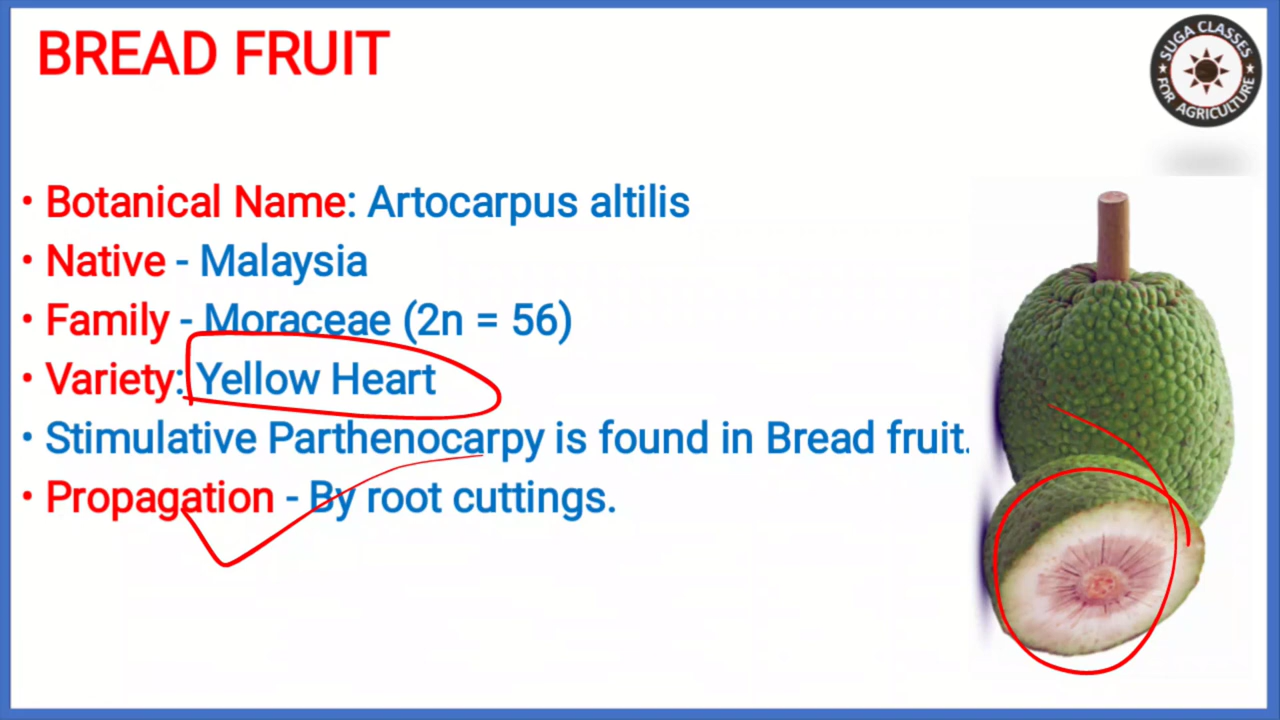 BREAD FRUIT
SUGA CLASSES
FOR AGRICULTURE
• Botanical Name: Artocarpus altilis
• Native - Malaysia
• Family - Moraceae (2n = 56)
• Variety: Yellow Heart
• Stimulative Parthenocarpy is found in Bread fruit.
• Propagation - By root cuttings.